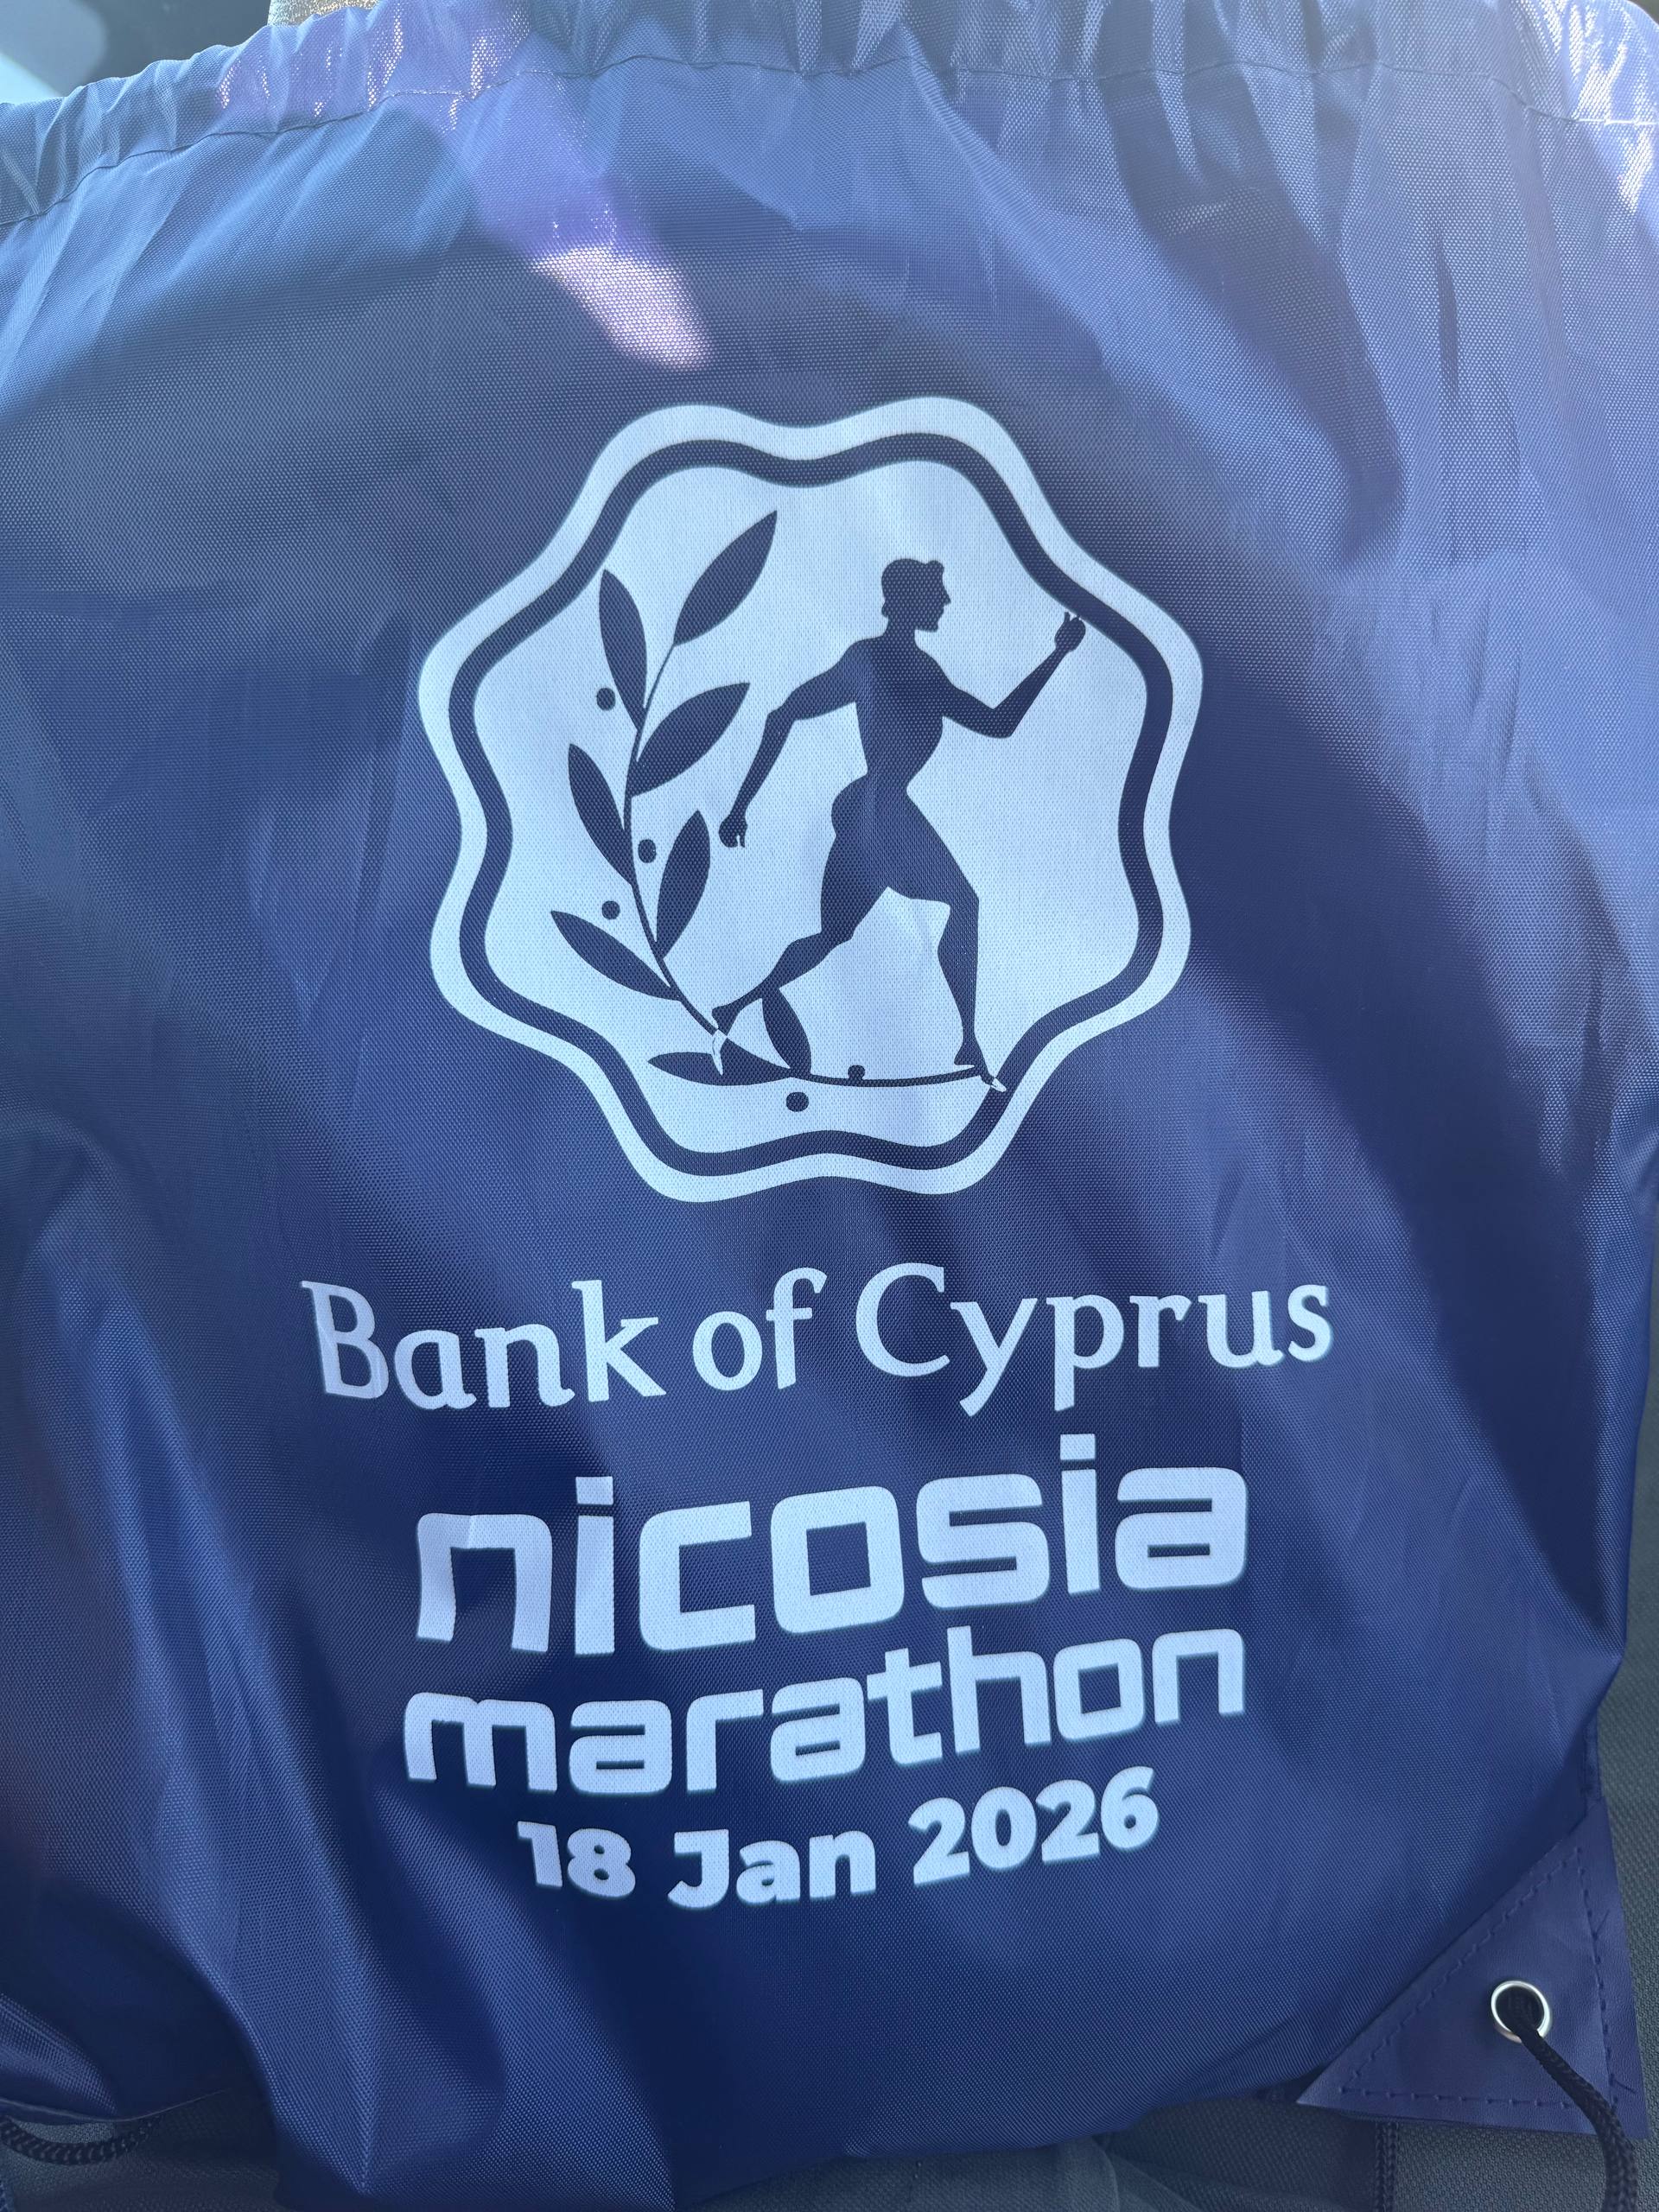 Bank of Cyprus
nicosia
marathon
18 Jan 2026